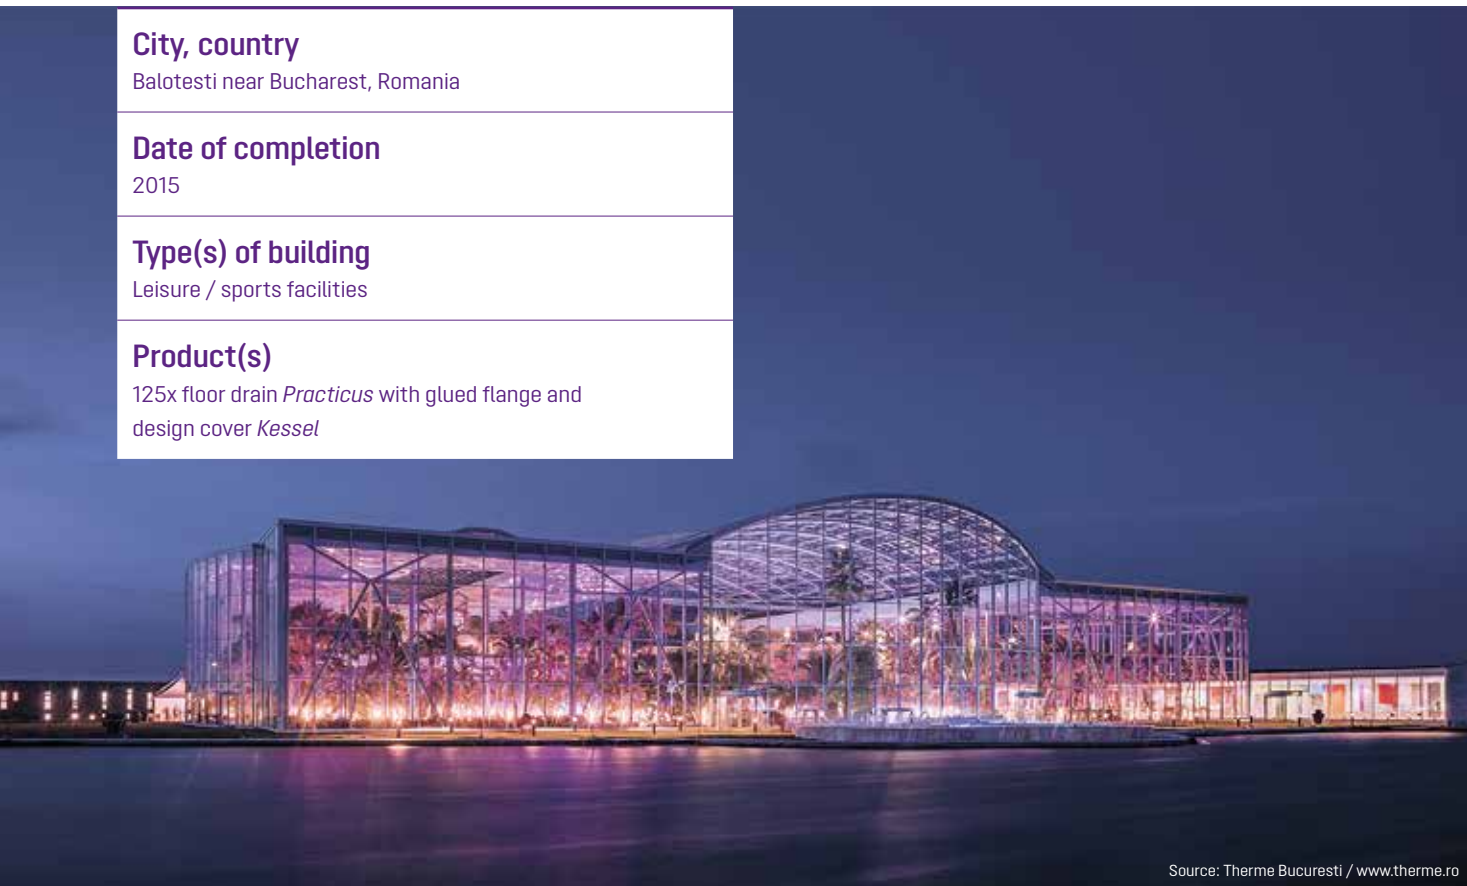 City, country
Balotesti near Bucharest, Romania
Date of completion
2015
Type(s) of building
Leisure / sports facilities
Product(s)
125x floor drain Practicus with glued flange and
design cover Kessel
Source: Therme Bucuresti / www.therme.ro